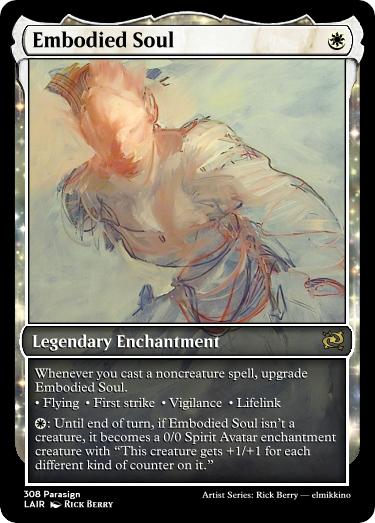 Embodied Soul
Legendary Enchantment
Whenever you cast a noncreature spell, upgrade
Embodied Soul.
• Flying • First strike • Vigilance • Lifelink
: Until end of turn, if Embodied Soul isn't a
creature, it becomes a 0/0 Spirit Avatar enchantment
creature with “This creature gets +1/+1 for each
different kind of counter on it.”
308 Parasign
LAIR Rick Berry
Artist Series: Rick Berry — elmikkino